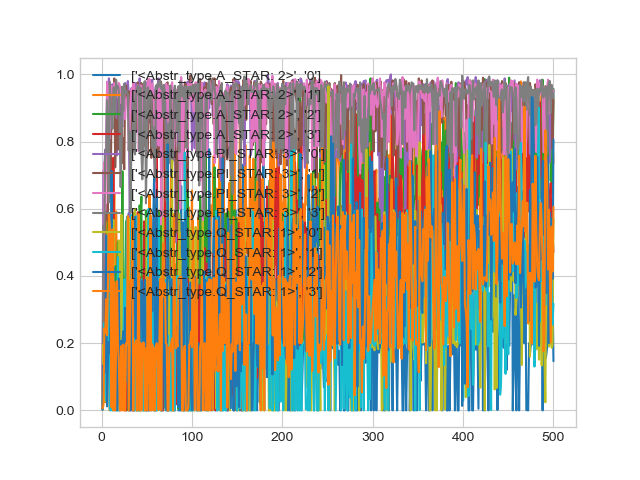 1.0
0.8
0.6
0.4
0.2
0.0
0 100 200 300 400 500
['<Abstr_type.A_STAR: 2>', '0']
['<Abstr_type.A_STAR: 2>', '1']
['<Abstr_type.A_STAR: 2>', '2']
['<Abstr_type.A_STAR: 2>', '3']
['<Abstr_type.PI_STAR: 3>', '0']
['<Abstr_type.PI_STAR: 3>', '1']
['<Abstr_type.PI_STAR: 3>', '2']
['<Abstr_type.PI_STAR: 3>', '3']
['<Abstr_type.Q_STAR: 1>', '0']
['<Abstr_type.Q_STAR: 1>', '1']
['<Abstr_type.Q_STAR: 1>', '2']
['<Abstr_type.Q_STAR: 1>', '3']